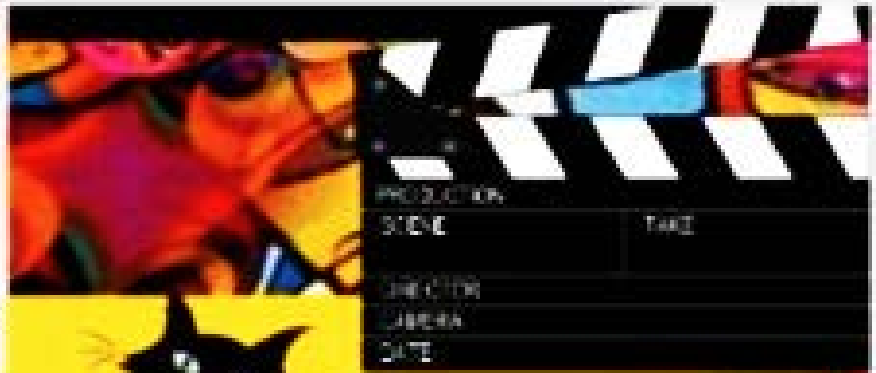 PRODUCTION
SCENE TAKE
DIRECTOR
CAMERA
DATE